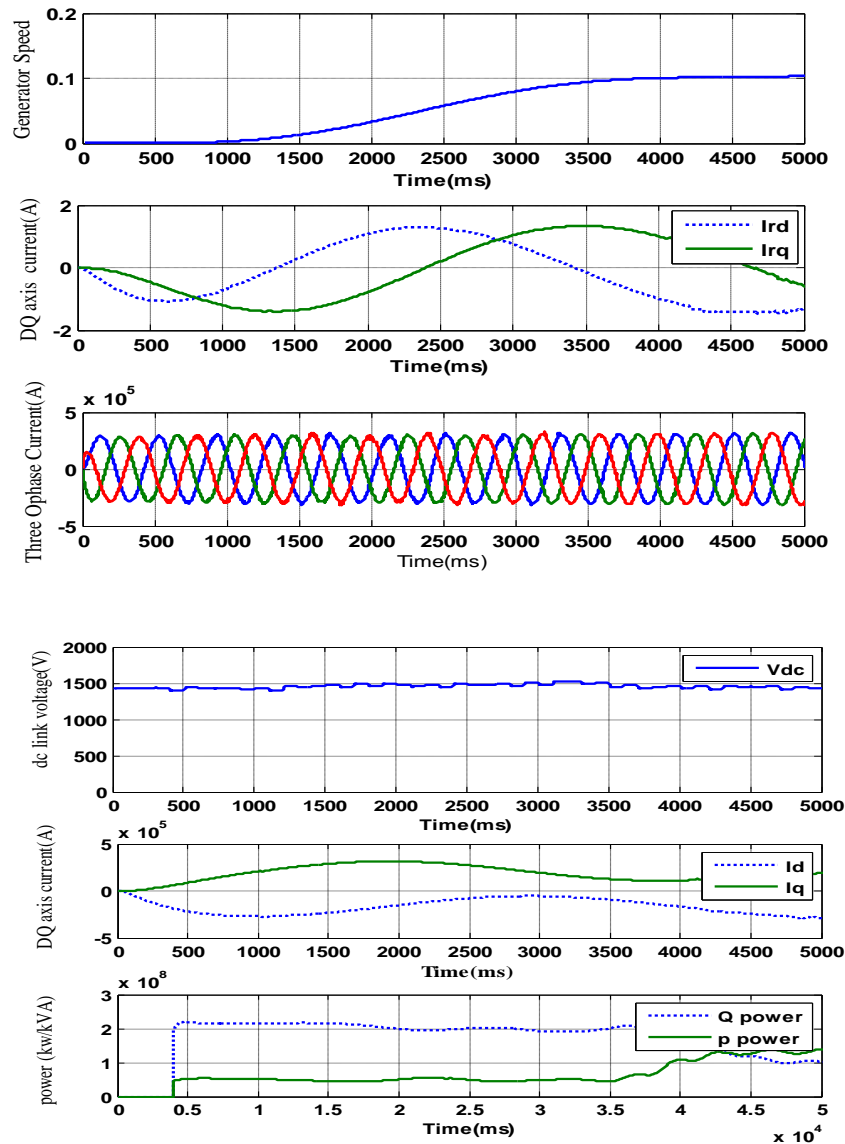 Generator Speed
0.2
0.1
0
0 500 1000 1500 2000 2500 3000 3500 4000 4500 5000
Time(ms)
DQ axis current(A)
2
0
-2
Ird
Irq
0 500 1000 1500 2000 2500 3000 3500 4000 4500 5000
Time(ms)
Three Ophase Current(A)
x 10^5
5
0
-5
0 500 1000 1500 2000 2500 3000 3500 4000 4500 5000
Time(ms)
dc link voltage(V)
2000
1500
1000
500
0
Vdc
0 500 1000 1500 2000 2500 3000 3500 4000 4500 5000
Time(ms)
DQ axis current(A)
x 10^5
5
0
-5
Id
Iq
0 500 1000 1500 2000 2500 3000 3500 4000 4500 5000
Time(ms)
power (kw/kVA)
x 10^8
3
2
1
0
Q power
p power
0 0.5 1 1.5 2 2.5 3 3.5 4 4.5 5
Time(ms)
x 10^4